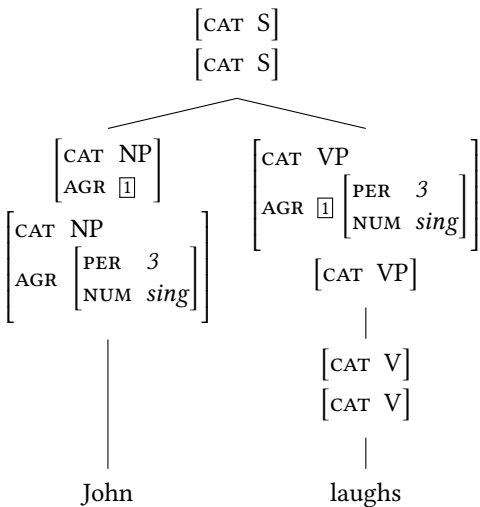 [CAT S]
[CAT S]
[CAT NP
AGR 1]
[CAT VP
AGR 1 [PER 3
NUM sing]]
[CAT NP
AGR [PER 3
NUM sing]]
[CAT VP]
[CAT V]
[CAT V]
John laughs